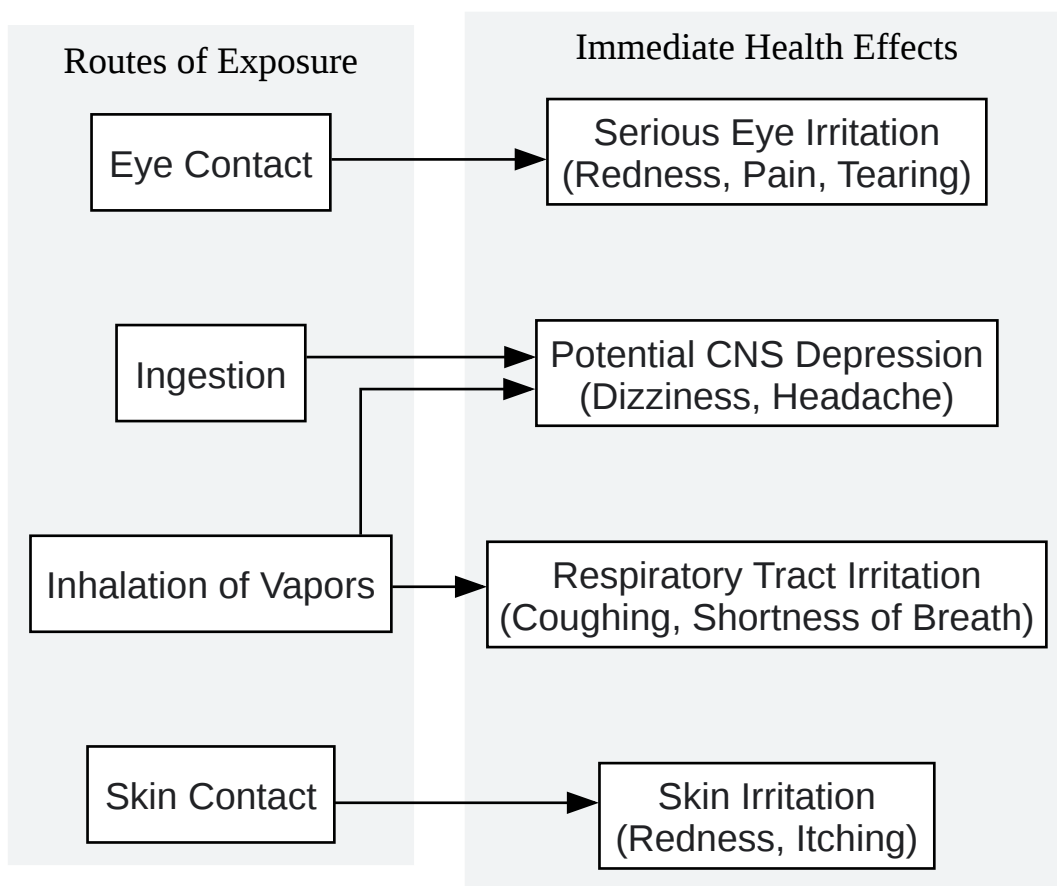 Routes of Exposure
Immediate Health Effects
Eye Contact
Serious Eye Irritation
(Redness, Pain, Tearing)
Ingestion
Potential CNS Depression
(Dizziness, Headache)
Inhalation of Vapors
Respiratory Tract Irritation
(Coughing, Shortness of Breath)
Skin Contact
Skin Irritation
(Redness, Itching)